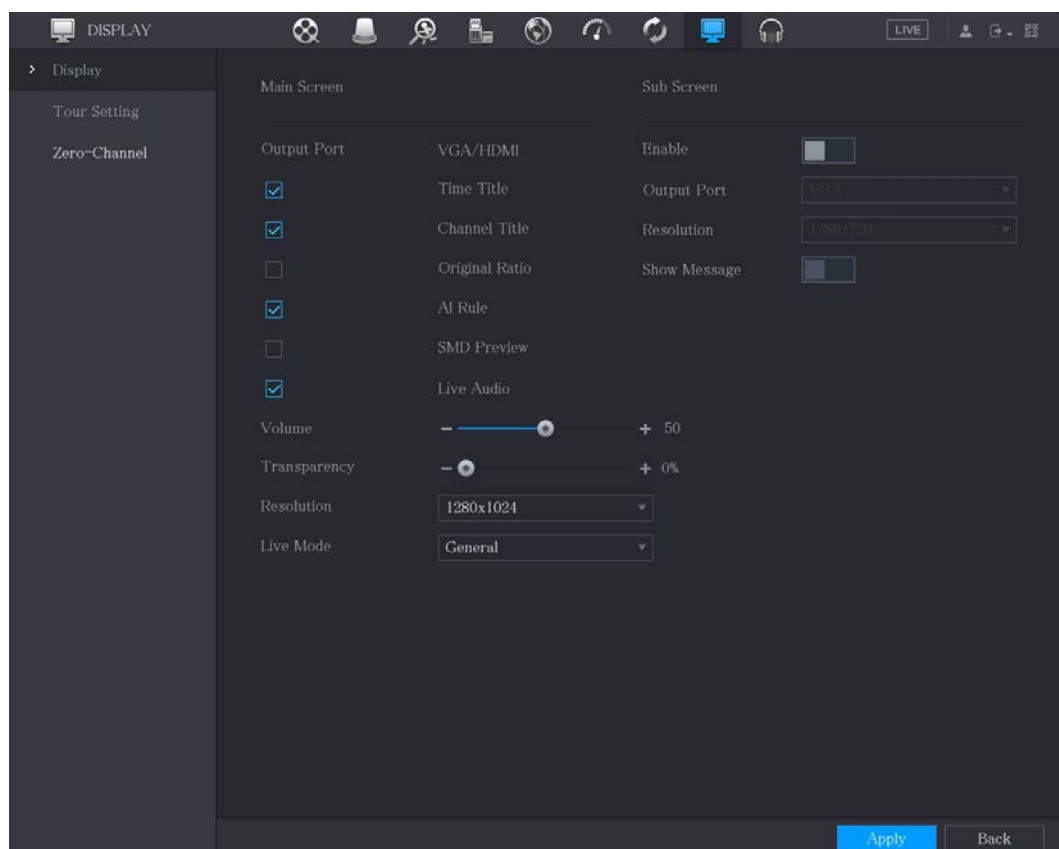 DISPLAY
LIVE
Display
Tour Setting
Zero-Channel
Main Screen
Sub Screen
Output Port VGA/HDMI
Enable
Time Title
Output Port VGA
Channel Title
Resolution 1280x720
Original Ratio
Show Message
AI Rule
SMD Preview
Live Audio
Volume - + 50
Transparency - + 0%
Resolution 1280x1024
Live Mode General
Apply
Back